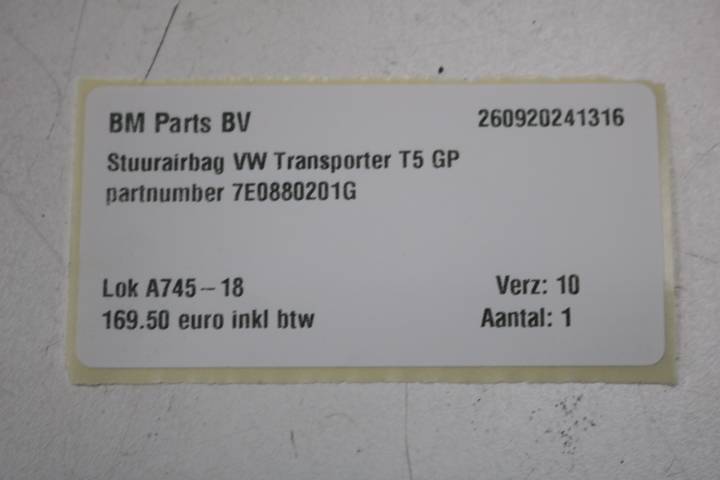 BM Parts BV 260920241316
Stuurairbag VW Transporter T5 GP
partnumber 7E0880201G
Lok A745-18 Verz: 10
169.50 euro inkl btw Aantal: 1